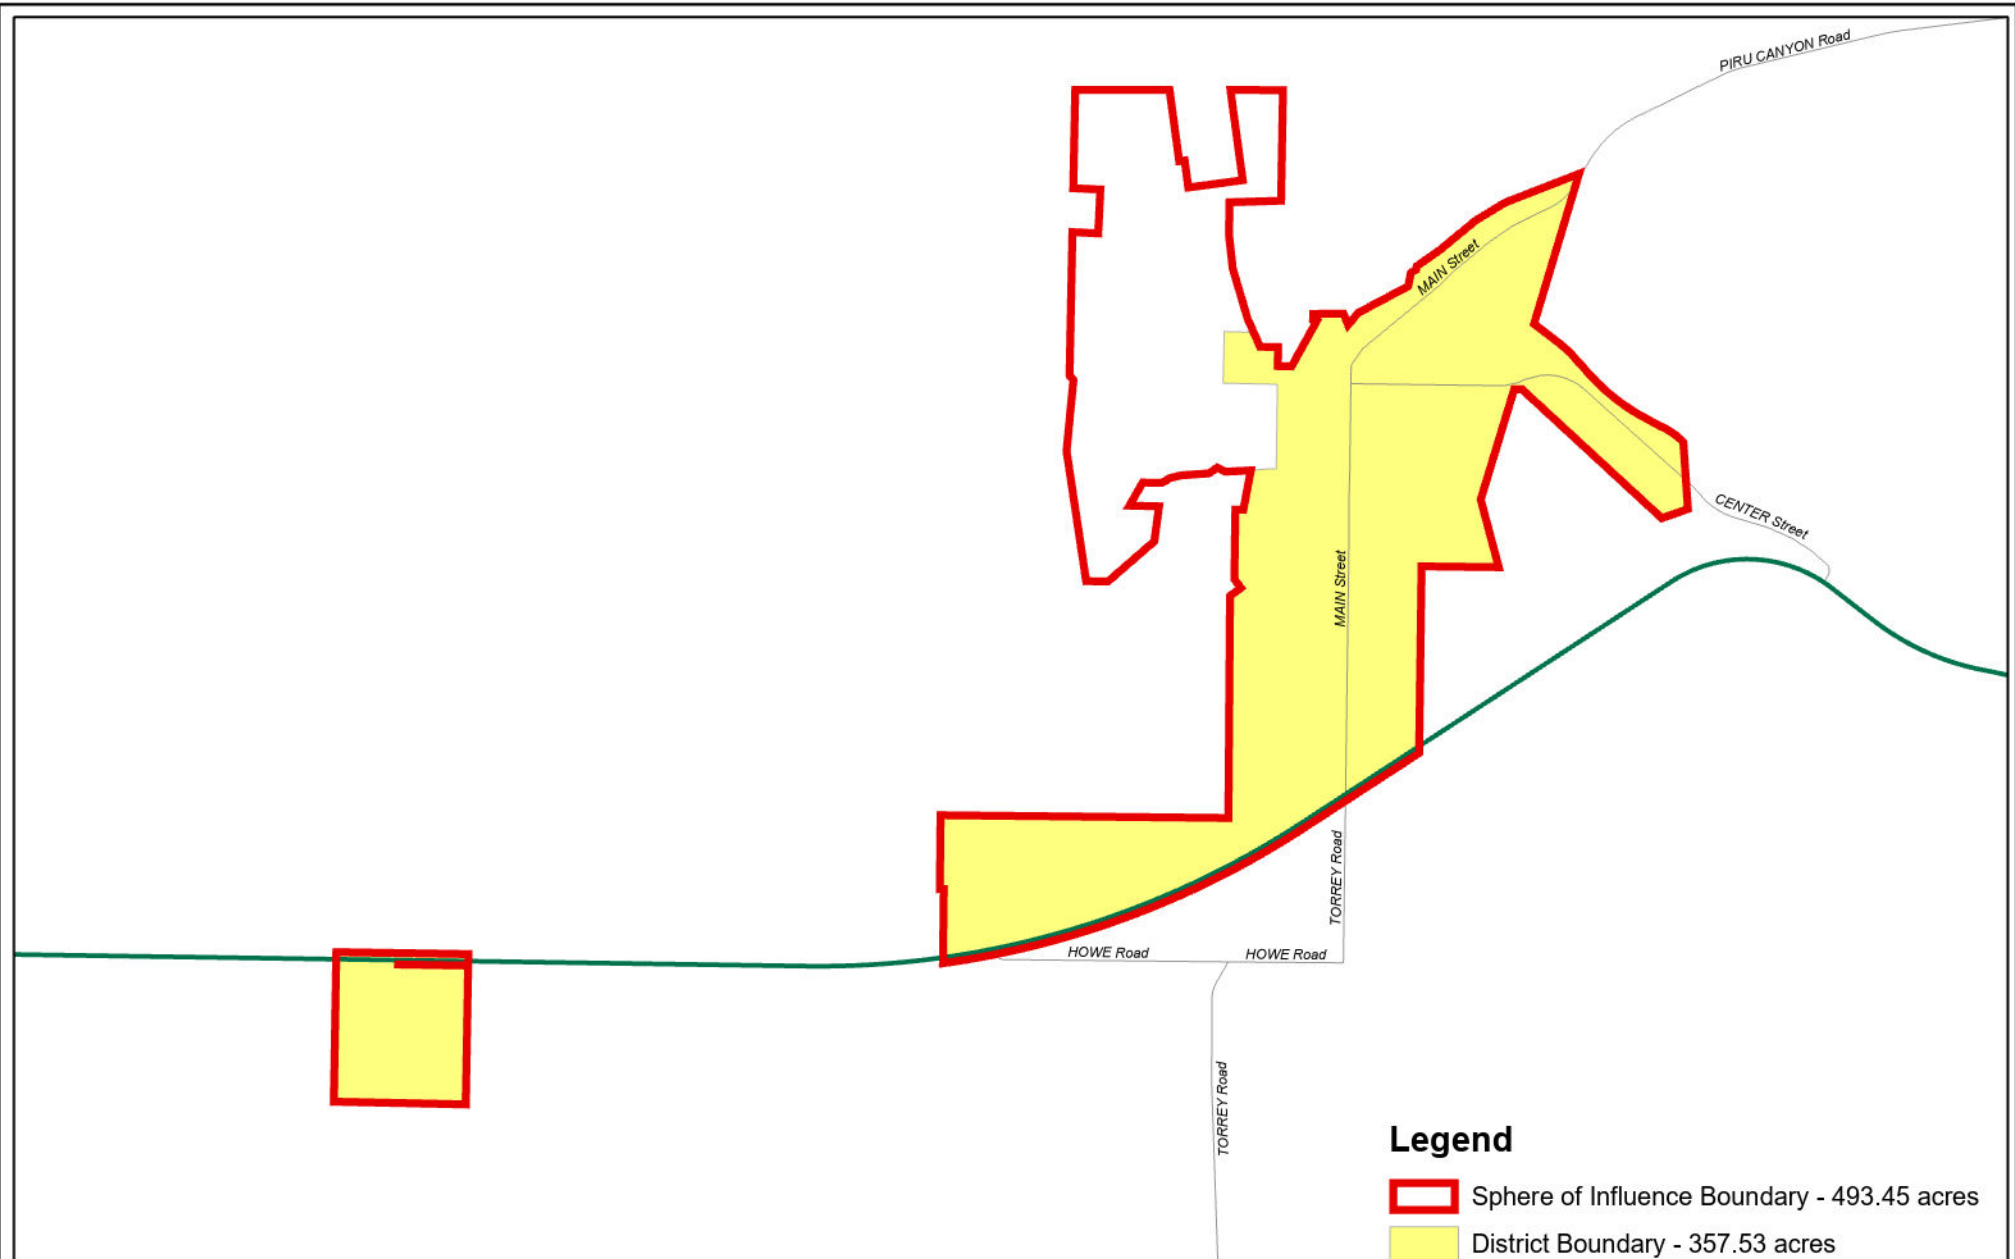 PIRU CANYON Road
MAIN Street
CENTER Street
MAIN Street
TORREY Road
HOWE Road
HOWE Road
TORREY Road
Legend
Sphere of Influence Boundary - 493.45 acres
District Boundary - 357.53 acres